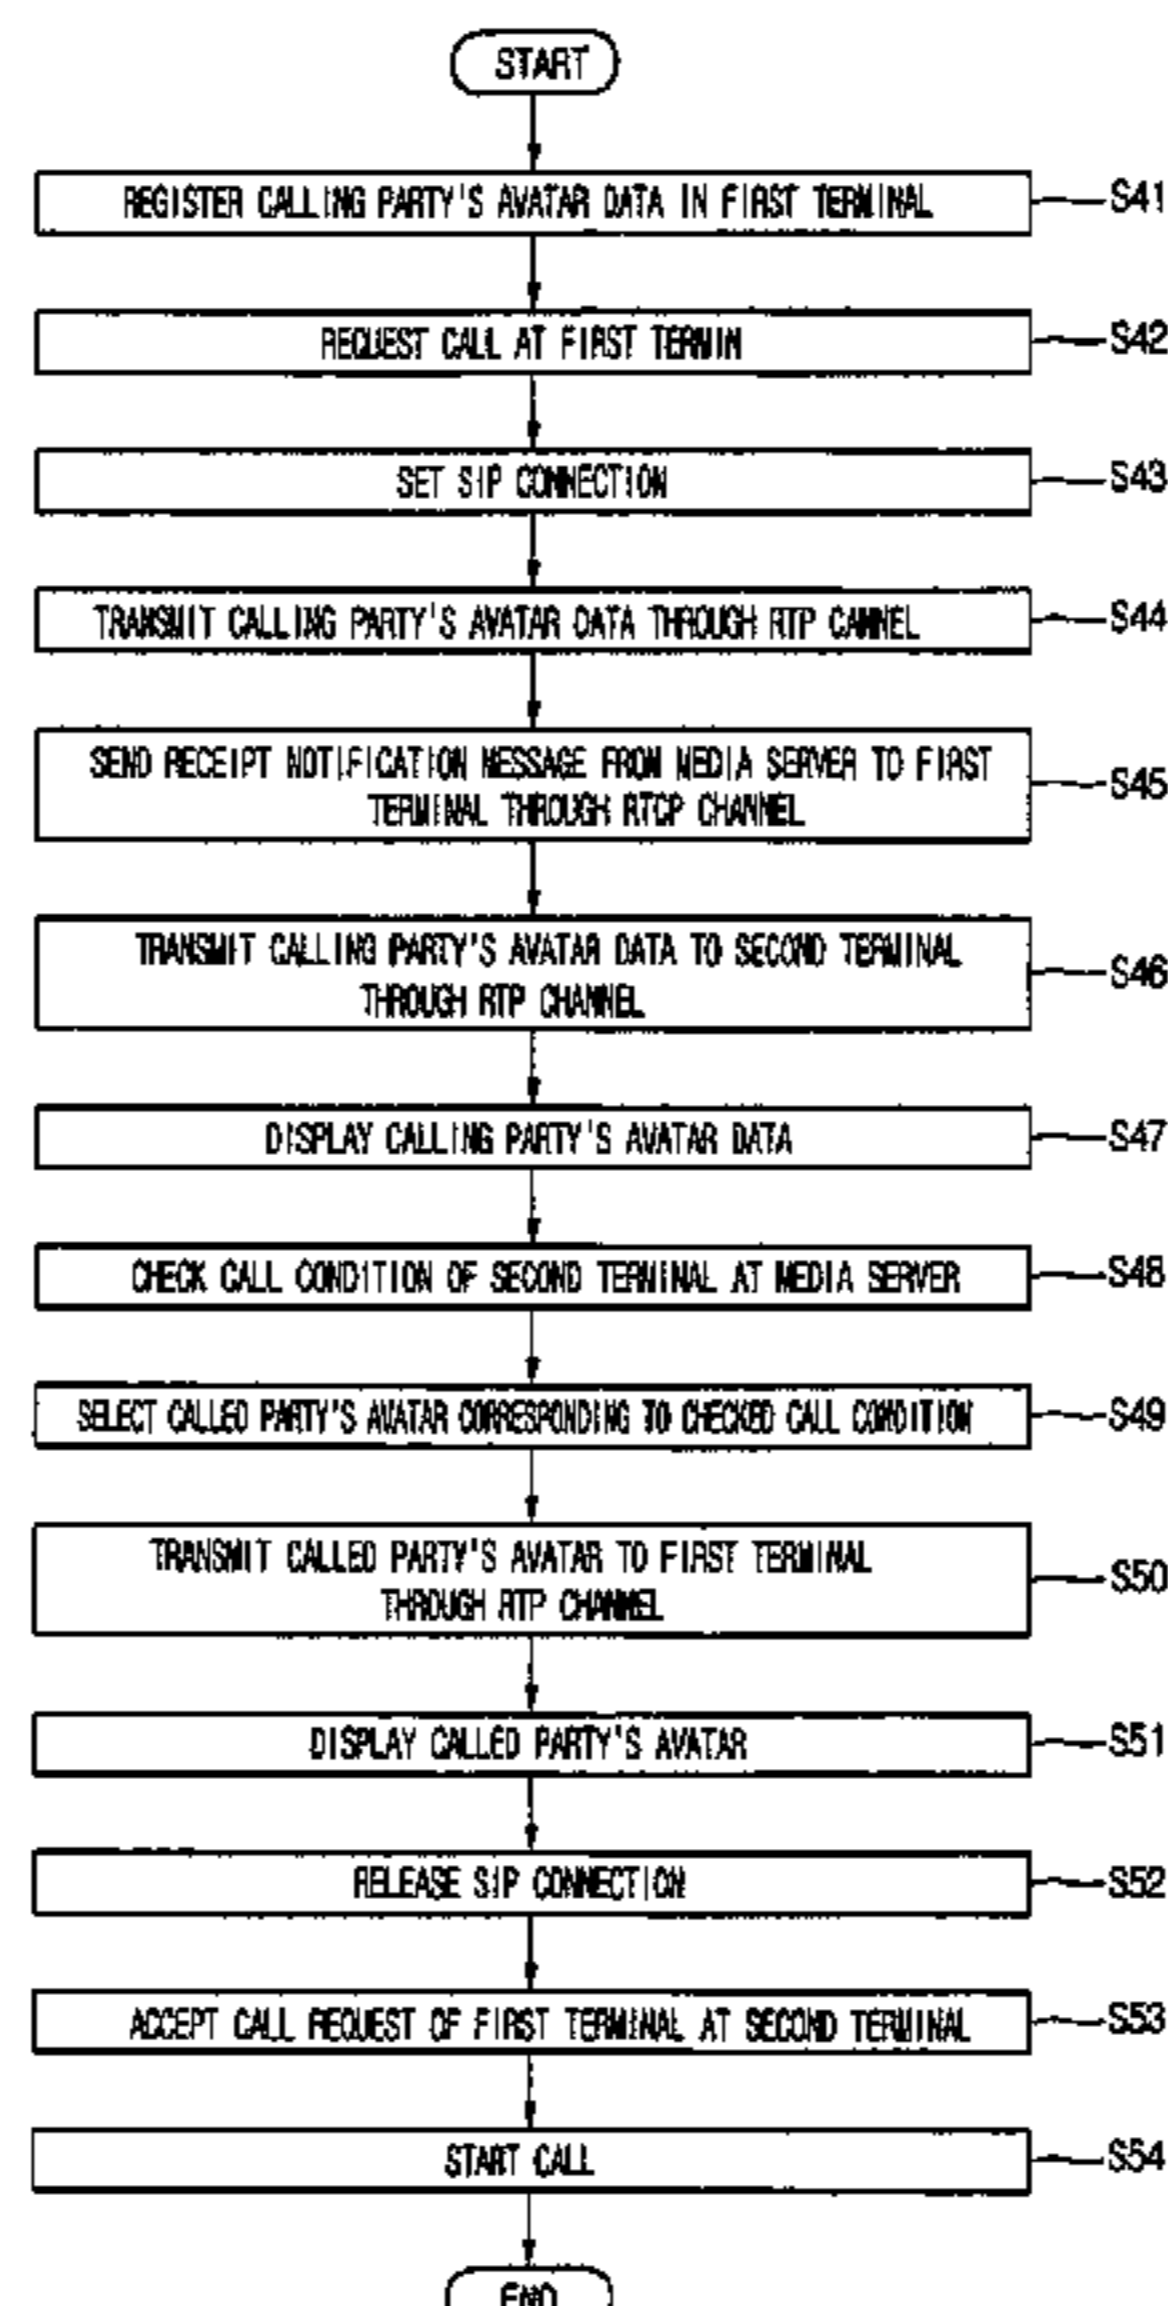 START
REGISTER CALLING PARTY'S AVATAR DATA IN FIRST TERMINAL
S41
REQUEST CALL AT FIRST TERMIN
S42
SET SIP CONNECTION
S43
TRANSMIT CALLING PARTY'S AVATAR DATA THROUGH RTP CANNEL
S44
SEND RECEIPT NOTIFICATION MESSAGE FROM MEDIA SERVER TO FIRST
TERMINAL THROUGH RTCP CHANNEL
S45
TRANSMIT CALLING PARTY'S AVATAR DATA TO SECOND TERMINAL
THROUGH RTP CHANNEL
S46
DISPLAY CALLING PARTY'S AVATAR DATA
S47
CHECK CALL CONDITION OF SECOND TERMINAL AT MEDIA SERVER
S48
SELECT CALLED PARTY'S AVATAR CORRESPONDING TO CHECKED CALL CONDITION
S49
TRANSMIT CALLED PARTY'S AVATAR TO FIRST TERMINAL
THROUGH RTP CHANNEL
S50
DISPLAY CALLED PARTY'S AVATAR
S51
RELEASE SIP CONNECTION
S52
ACCEPT CALL REQUEST OF FIRST TERMINAL AT SECOND TERMINAL
S53
START CALL
S54
END